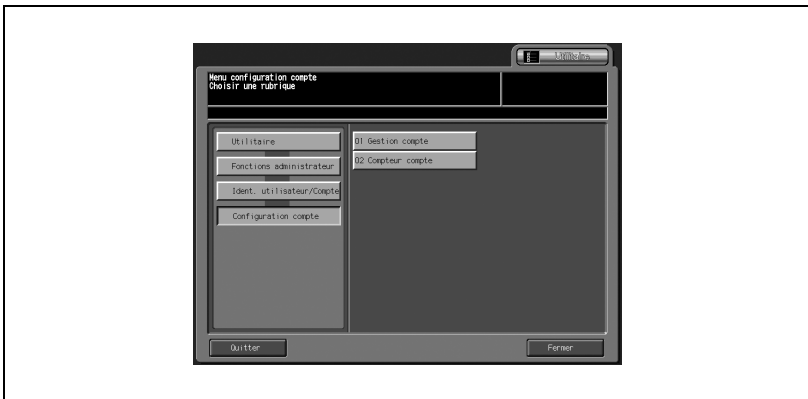 Utilitaire
Menu configuration compte
Choisir une rubrique
Utilitaire
01 Gestion compte
Fonctions administrateur
02 Compteur compte
Ident. utilisateur/Compte
Configuration compte
Quitter
Fermer